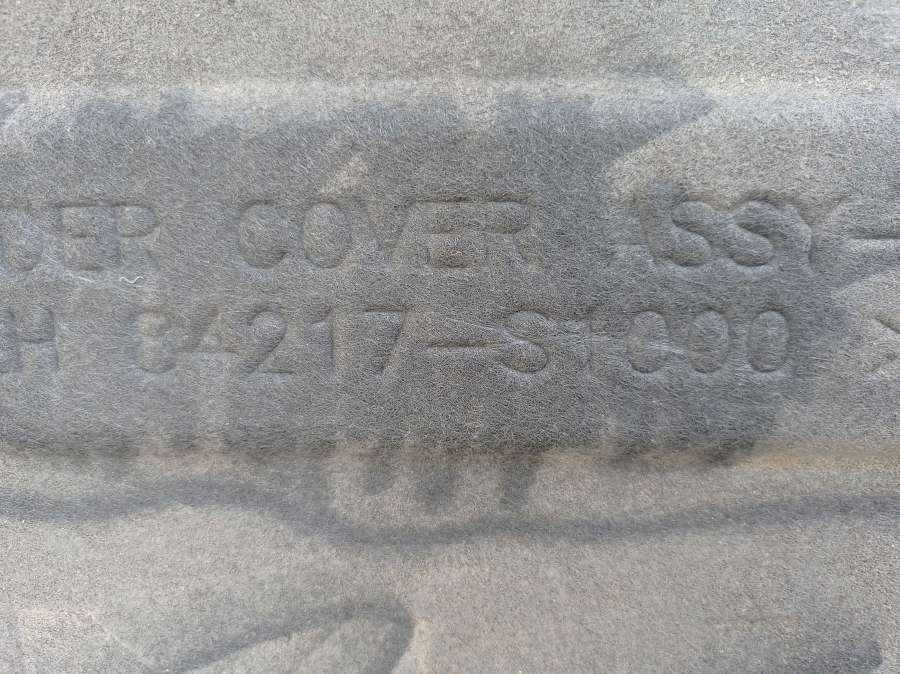 DER COVER ASSY-
H 84217-S1000